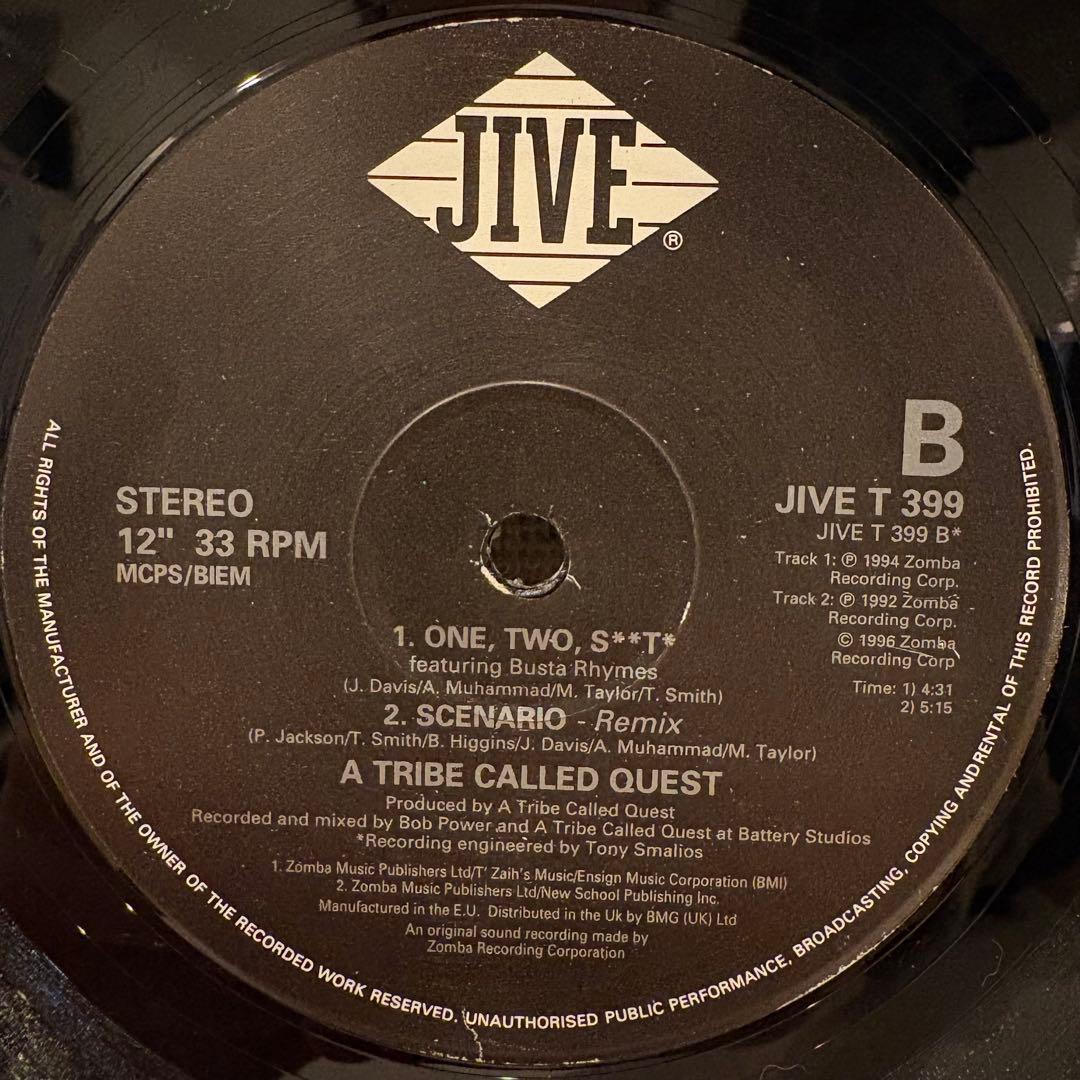 JIVE
®
B
STEREO
12" 33 RPM
MCPS/BIEM
JIVE T 399
JIVE T 399 B*
Track 1: ℗ 1994 Zomba
Recording Corp.
Track 2: ℗ 1992 Zomba
Recording Corp.
© 1996 Zomba
Recording Corp
Time: 1) 4:31
2) 5:15
1. ONE, TWO, S**T*
featuring Busta Rhymes
(J. Davis/A. Muhammad/M. Taylor/T. Smith)
2. SCENARIO - Remix
(P. Jackson/T. Smith/B. Higgins/J. Davis/A. Muhammad/M. Taylor)
A TRIBE CALLED QUEST
Produced by A Tribe Called Quest
Recorded and mixed by Bob Power and A Tribe Called Quest at Battery Studios
*Recording engineered by Tony Smalios
1. Zomba Music Publishers Ltd/T' Zaih's Music/Ensign Music Corporation (BMI)
2. Zomba Music Publishers Ltd/New School Publishing Inc.
Manufactured in the E.U. Distributed in the Uk by BMG (UK) Ltd
An original sound recording made by
Zomba Recording Corporation
ALL RIGHTS OF THE MANUFACTURER AND OF THE OWNER OF THE RECORDED WORK RESERVED. UNAUTHORISED PUBLIC PERFORMANCE, BROADCASTING, COPYING AND RENTAL OF THIS RECORD PROHIBITED.